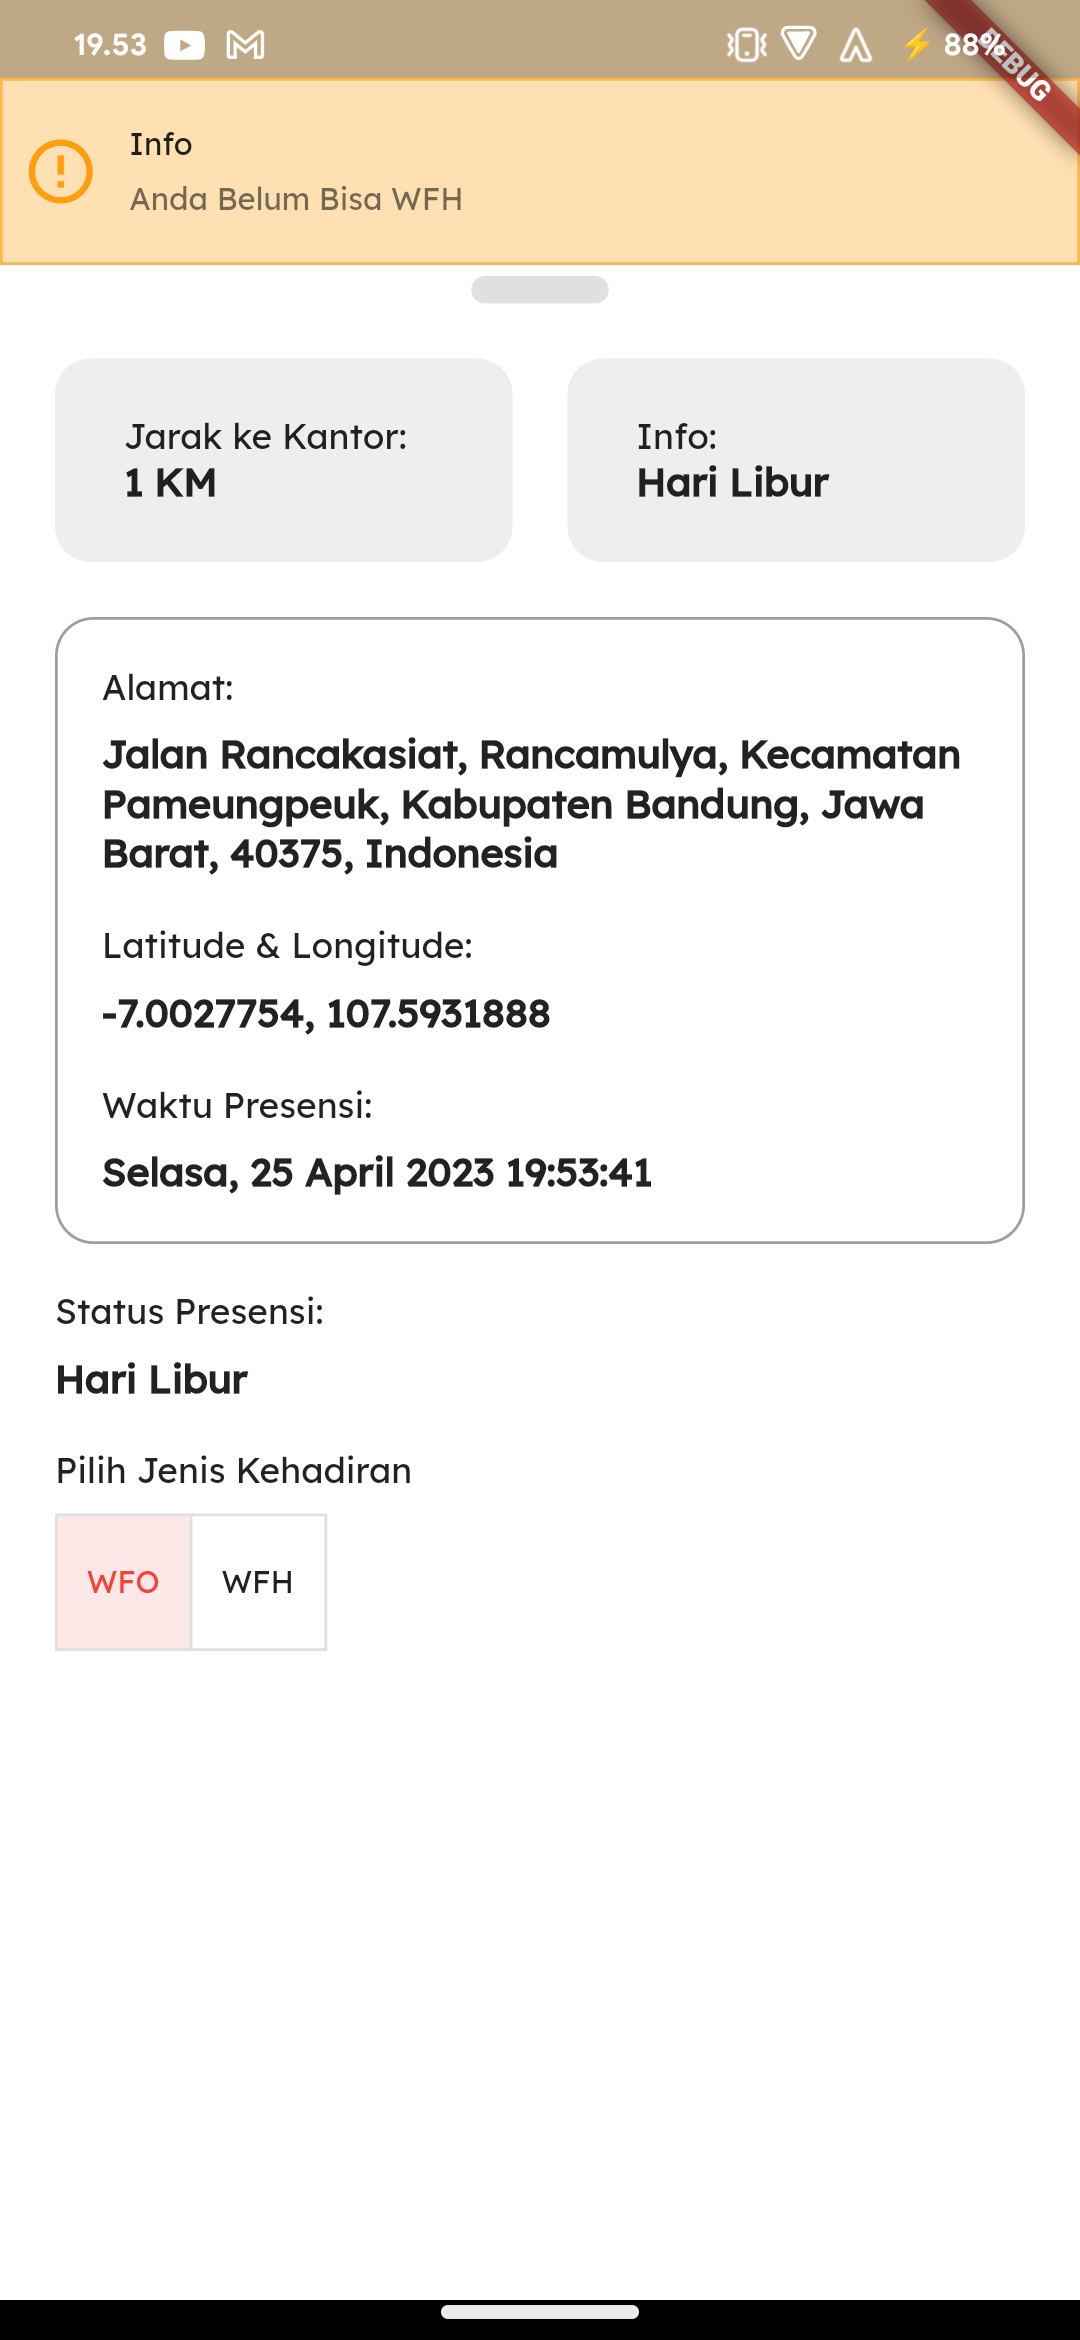 19.53
88%
DEBUG
Info
Anda Belum Bisa WFH
Jarak ke Kantor:
1 KM
Info:
Hari Libur
Alamat:
Jalan Rancakasiat, Rancamulya, Kecamatan
Pameungpeuk, Kabupaten Bandung, Jawa
Barat, 40375, Indonesia
Latitude & Longitude:
-7.0027754, 107.5931888
Waktu Presensi:
Selasa, 25 April 2023 19:53:41
Status Presensi:
Hari Libur
Pilih Jenis Kehadiran
WFO
WFH